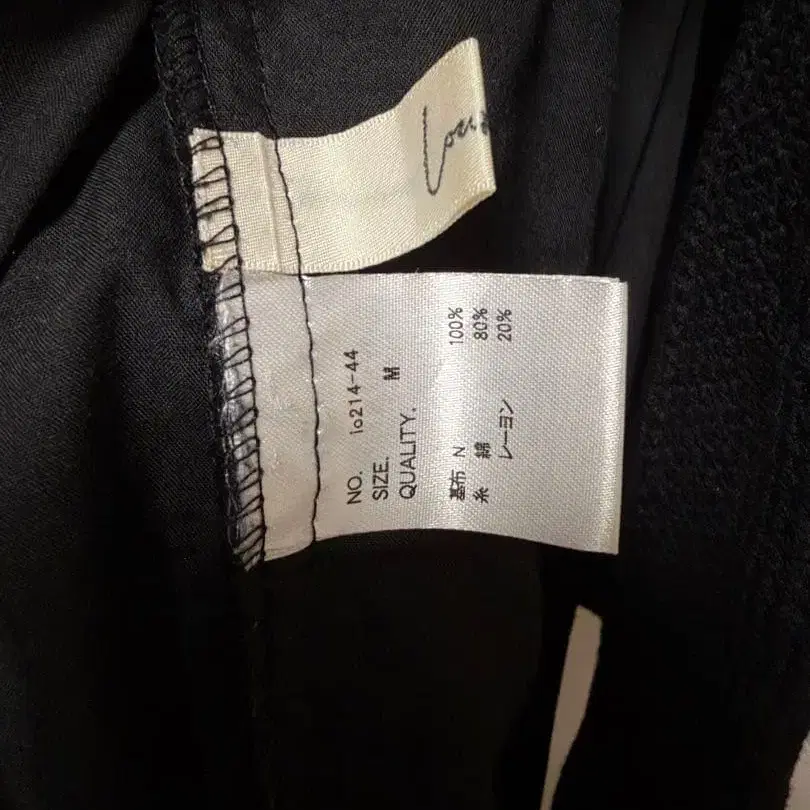 NO. lo214-44
SIZE. M
QUALITY.
基布 N 100%
糸 綿 80%
レーヨン 20%